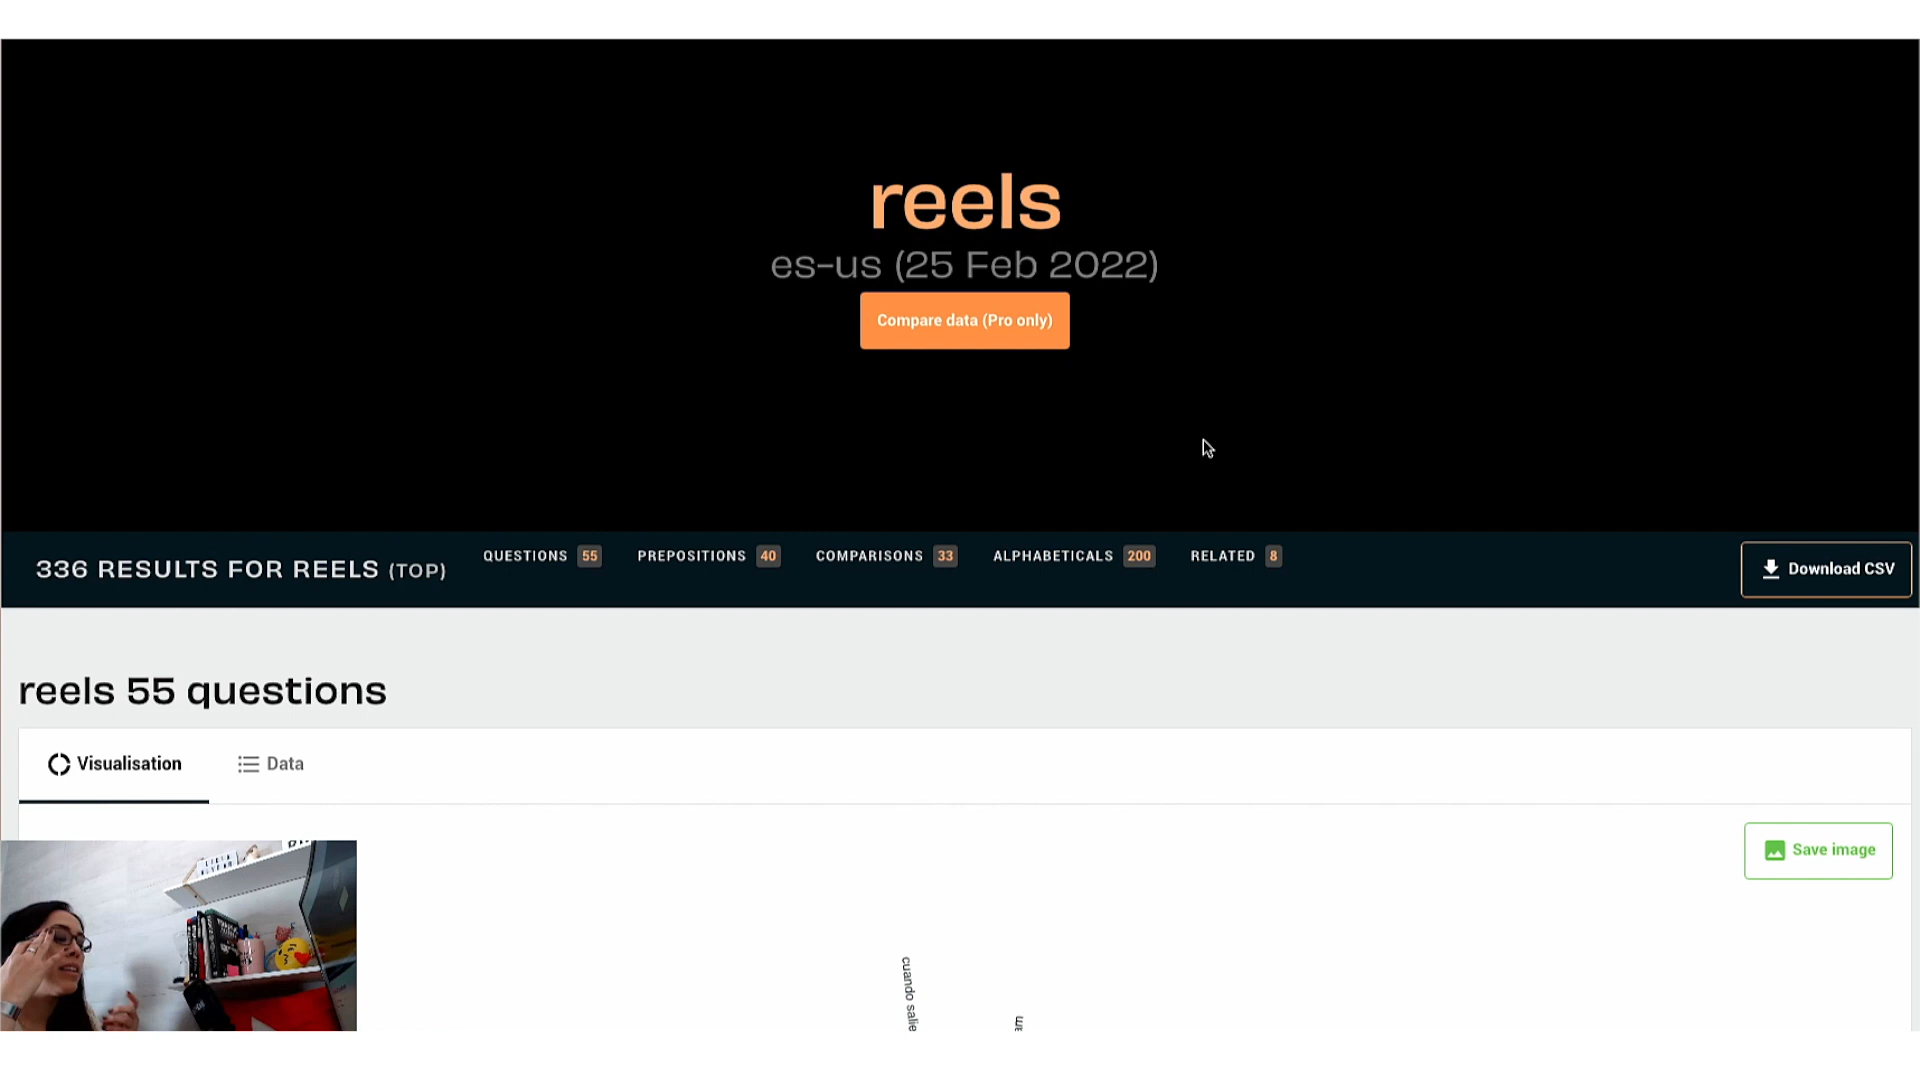 reels
es-us (25 Feb 2022)
Compare data (Pro only)
336 RESULTS FOR REELS (TOP)
QUESTIONS 55
PREPOSITIONS 40
COMPARISONS 33
ALPHABETICALS 200
RELATED 8
Download CSV
reels 55 questions
Visualisation
Data
Save image
cuando salie